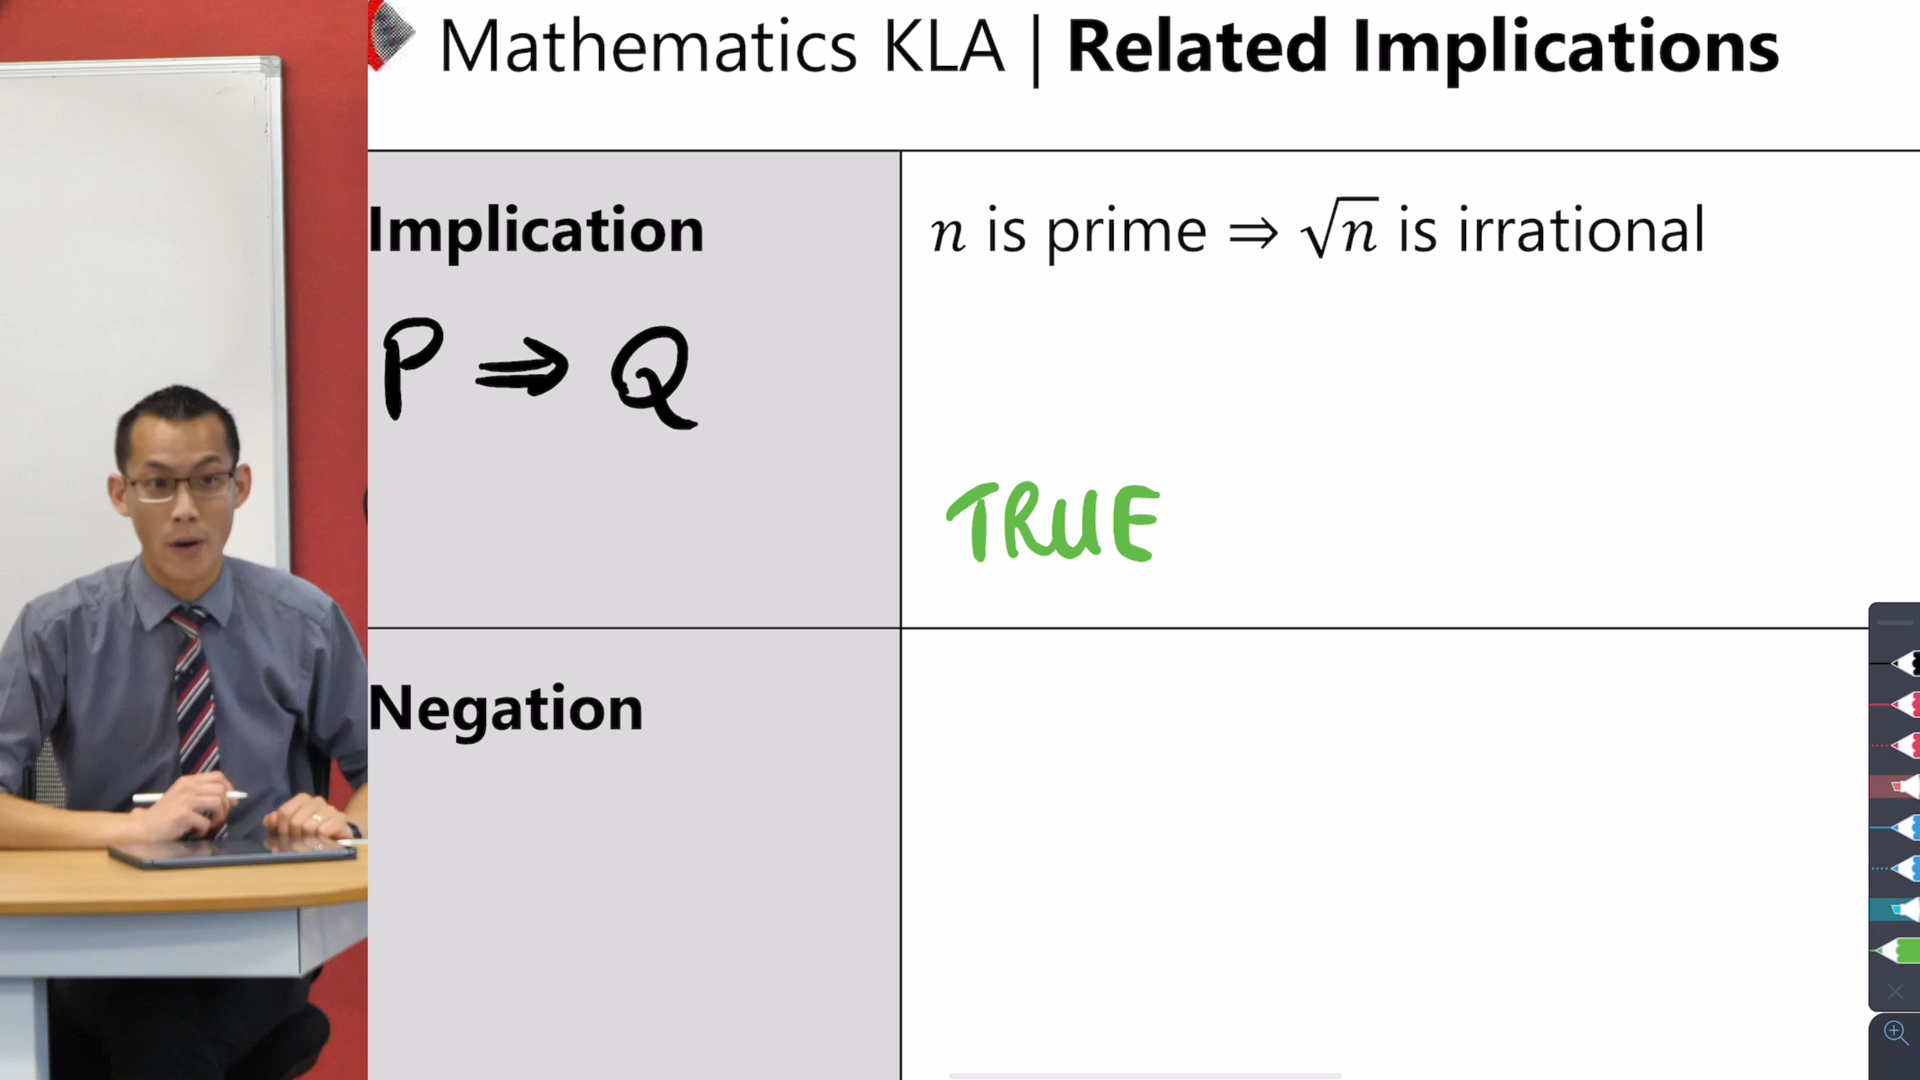 Mathematics KLA | Related Implications
Implication
n is prime ⇒ √n is irrational
P ⇒ Q
TRUE
Negation